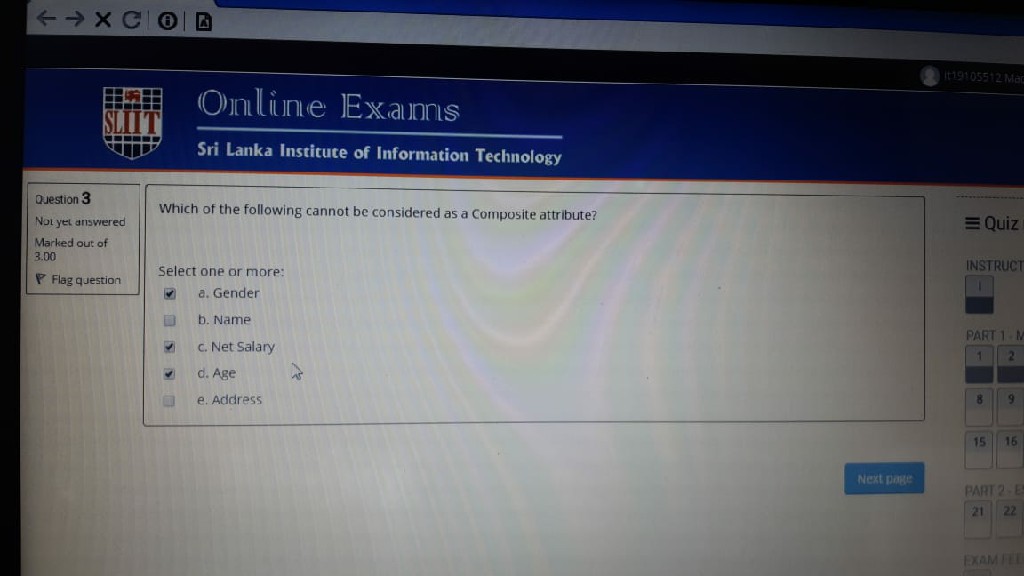 it19105512 Ma
SLIIT
Online Exams
Sri Lanka Institute of Information Technology
Question 3
Not yet answered
Marked out of
3.00
Flag question
Which of the following cannot be considered as a Composite attribute?
Select one or more:
a. Gender
b. Name
c. Net Salary
d. Age
e. Address
Next page
Quiz
INSTRUCT
i
PART 1 - M
1 2
8 9
15 16
PART 2 - E
21 22
EXAM FEE